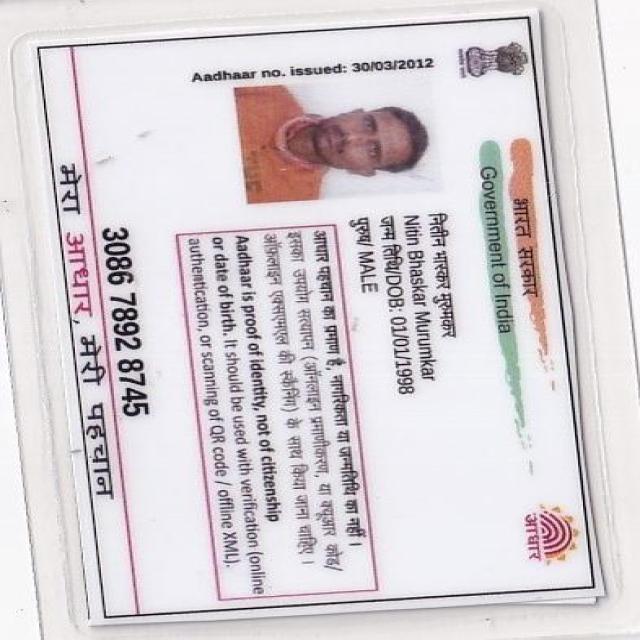 भारत सरकार
Government of India
Aadhaar no. issued: 30/03/2012
नितीन भास्कर मुरुमकर
Nitin Bhaskar Murumkar
जन्म तिथि/DOB: 01/01/1998
पुरुष/ MALE
आधार पहचान का प्रमाण है, नागरिकता या जन्मतिथि का नहीं ।
इसका उपयोग सत्यापन (ऑनलाइन प्रमाणीकरण, या क्यूआर कोड/
ऑफलाइन एक्सएमएल की स्कैनिंग) के साथ किया जाना चाहिए ।
Aadhaar is proof of identity, not of citizenship
or date of birth. It should be used with verification (online
authentication, or scanning of QR code / offline XML).
3086 7892 8745
मेरा आधार, मेरी पहचान
आधार